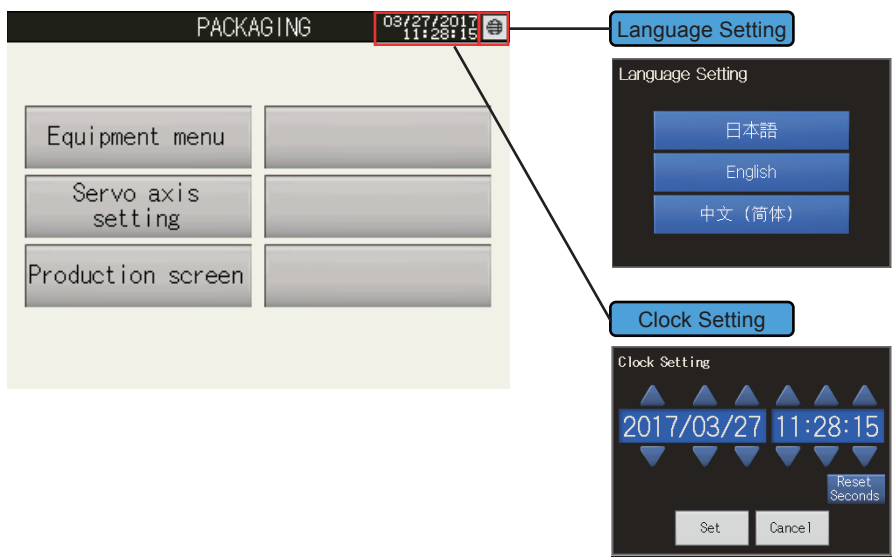 PACKAGING
03/27/2017
11:28:15
Equipment menu
Servo axis
setting
Production screen
Language Setting
Language Setting
日本語
English
中文（简体）
Clock Setting
Clock Setting
2017/03/27 11:28:15
Reset
Seconds
Set Cancel